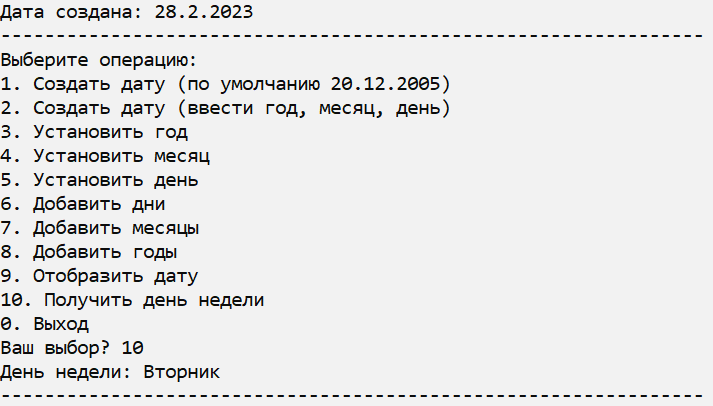 Дата создана: 28.2.2023
----------------------------------------------------------------
Выберите операцию:
1. Создать дату (по умолчанию 20.12.2005)
2. Создать дату (ввести год, месяц, день)
3. Установить год
4. Установить месяц
5. Установить день
6. Добавить дни
7. Добавить месяцы
8. Добавить годы
9. Отобразить дату
10. Получить день недели
0. Выход
Ваш выбор? 10
День недели: Вторник
----------------------------------------------------------------